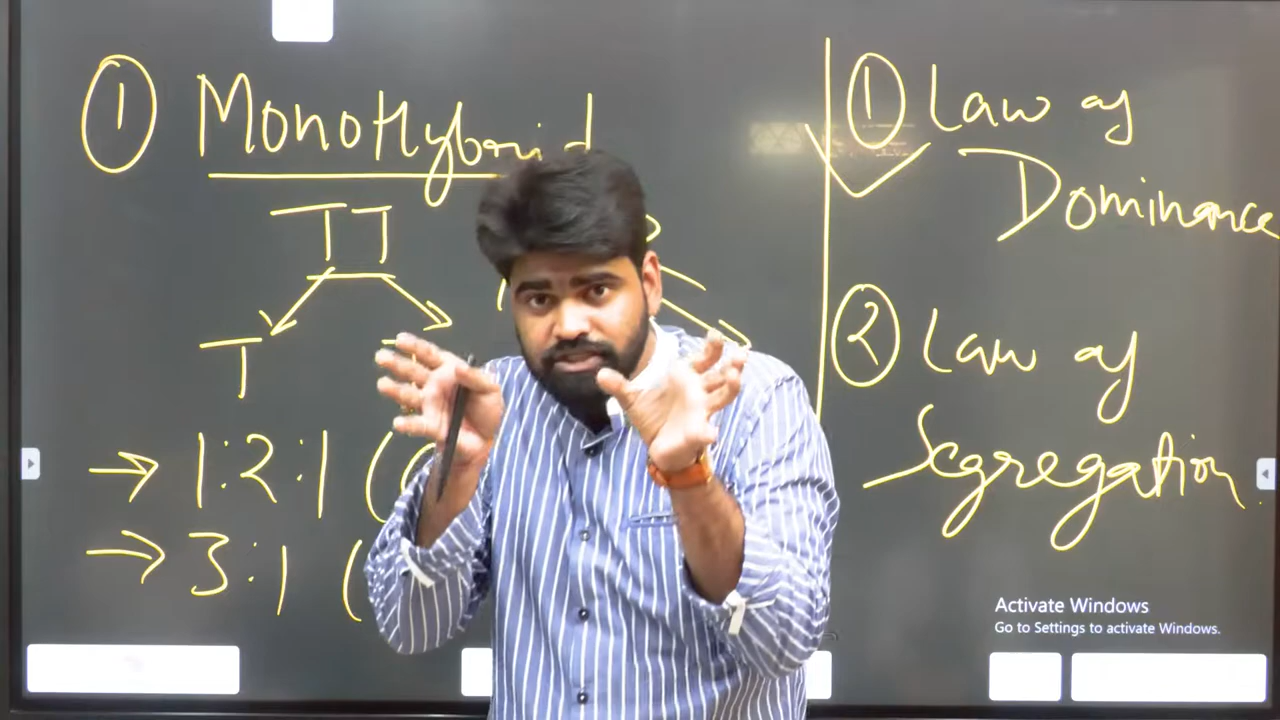 ① MonoHybrid
TT
T
→ 1:2:1 (
→ 3:1 (
① Law of
Dominance
② Law of
Segregation
Activate Windows
Go to Settings to activate Windows.